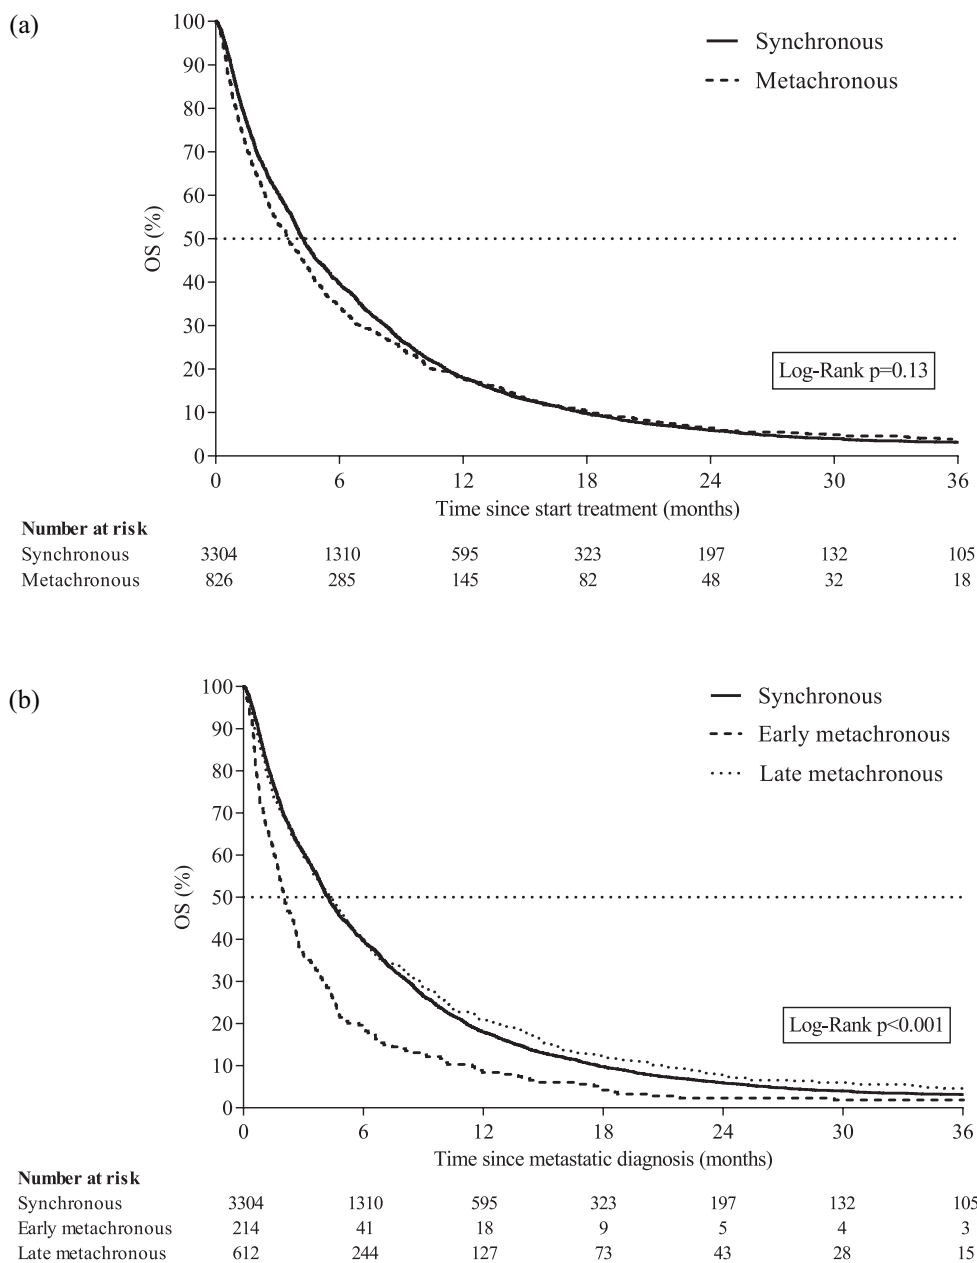 (a)
Synchronous
Metachronous
100
90
80
70
60
50
40
30
20
10
0
OS (%)
Log-Rank p=0.13
0 6 12 18 24 30 36
Time since start treatment (months)
Number at risk
Synchronous 3304 1310 595 323 197 132 105
Metachronous 826 285 145 82 48 32 18
(b)
Synchronous
Early metachronous
Late metachronous
100
90
80
70
60
50
40
30
20
10
0
OS (%)
Log-Rank p<0.001
0 6 12 18 24 30 36
Time since metastatic diagnosis (months)
Number at risk
Synchronous 3304 1310 595 323 197 132 105
Early metachronous 214 41 18 9 5 4 3
Late metachronous 612 244 127 73 43 28 15